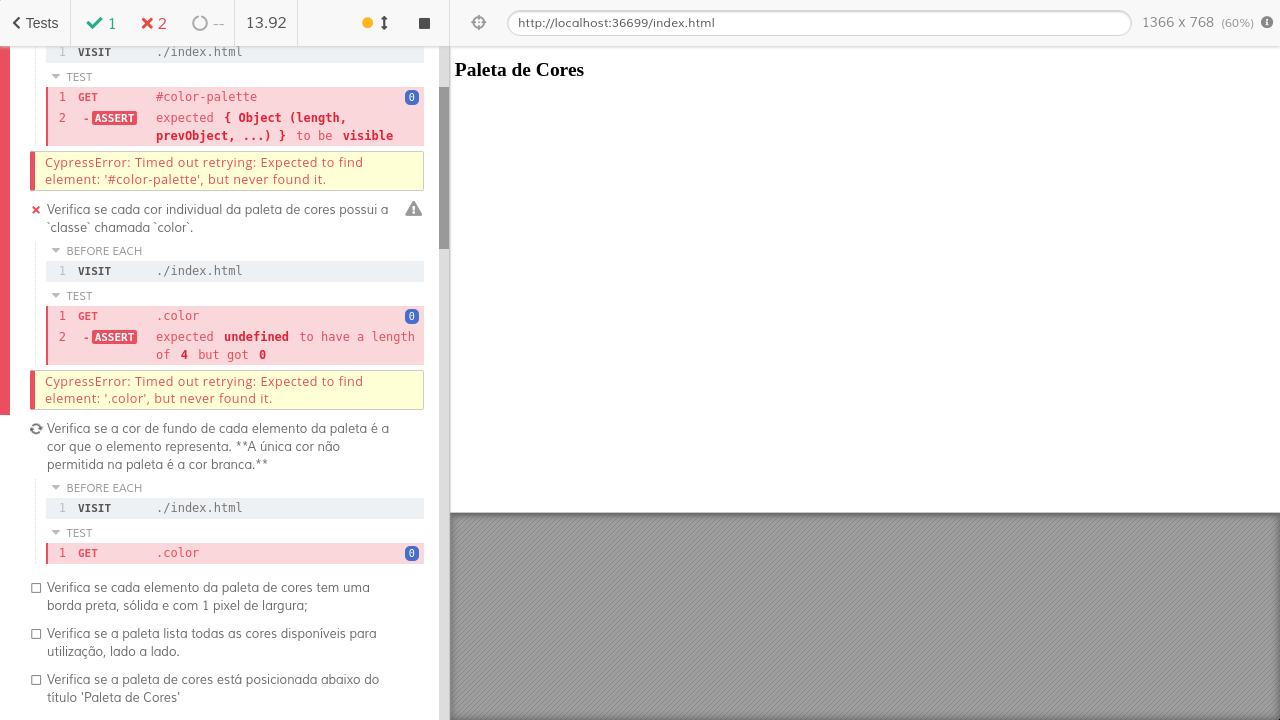 Tests 1 2 -- 13.92
http://localhost:36699/index.html 1366 x 768 (60%)
1 VISIT ./index.html
TEST
1 GET #color-palette 0
2 -ASSERT expected { Object (length,
prevObject, ...) } to be visible
CypressError: Timed out retrying: Expected to find
element: '#color-palette', but never found it.
Verifica se cada cor individual da paleta de cores possui a
`classe` chamada `color`.
BEFORE EACH
1 VISIT ./index.html
TEST
1 GET .color 0
2 -ASSERT expected undefined to have a length
of 4 but got 0
CypressError: Timed out retrying: Expected to find
element: '.color', but never found it.
Verifica se a cor de fundo de cada elemento da paleta é a
cor que o elemento representa. **A única cor não
permitida na paleta é a cor branca.**
BEFORE EACH
1 VISIT ./index.html
TEST
1 GET .color 0
Verifica se cada elemento da paleta de cores tem uma
borda preta, sólida e com 1 pixel de largura;
Verifica se a paleta lista todas as cores disponíveis para
utilização, lado a lado.
Verifica se a paleta de cores está posicionada abaixo do
título 'Paleta de Cores'
Paleta de Cores